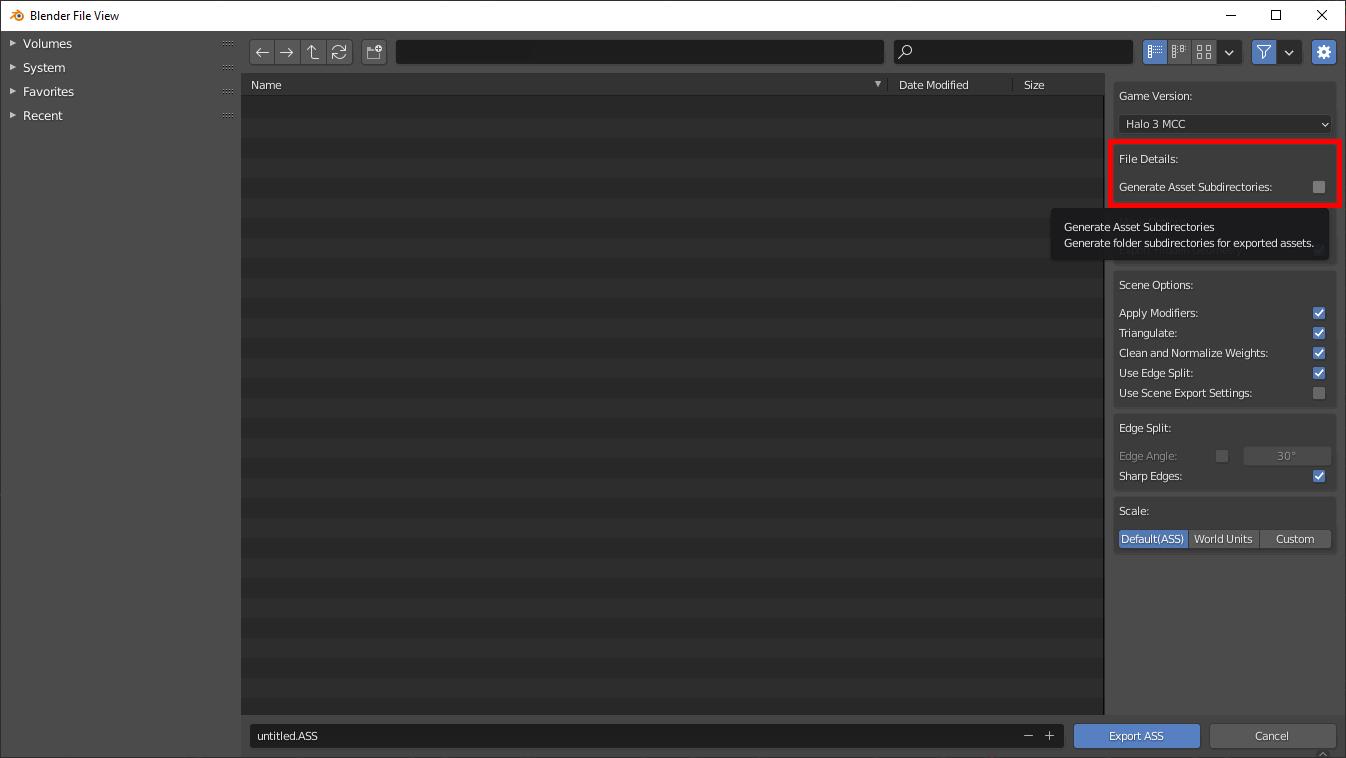 Blender File View
Volumes
System
Favorites
Recent
Name
Date Modified
Size
Game Version:
Halo 3 MCC
File Details:
Generate Asset Subdirectories:
Generate Asset Subdirectories
Generate folder subdirectories for exported assets.
Scene Options:
Apply Modifiers:
Triangulate:
Clean and Normalize Weights:
Use Edge Split:
Use Scene Export Settings:
Edge Split:
Edge Angle: 30°
Sharp Edges:
Scale:
Default(ASS) World Units Custom
untitled.ASS
Export ASS
Cancel